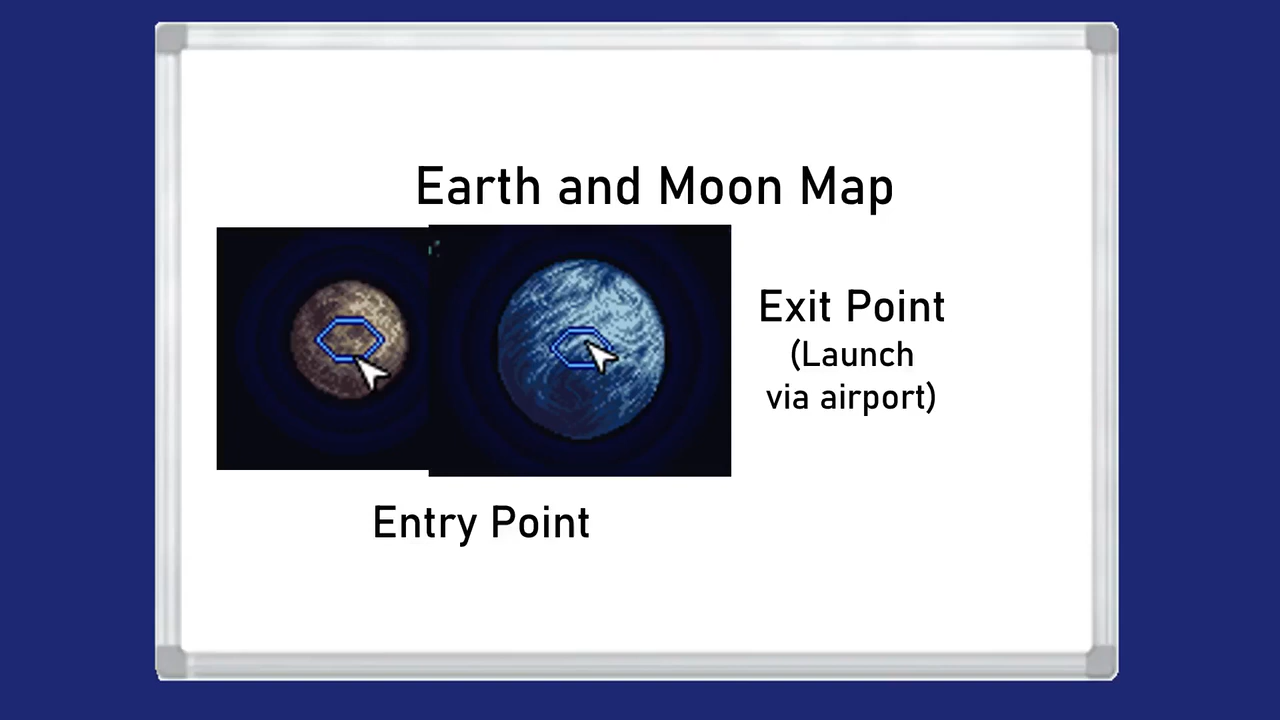 Earth and Moon Map
Exit Point
(Launch
via airport)
Entry Point